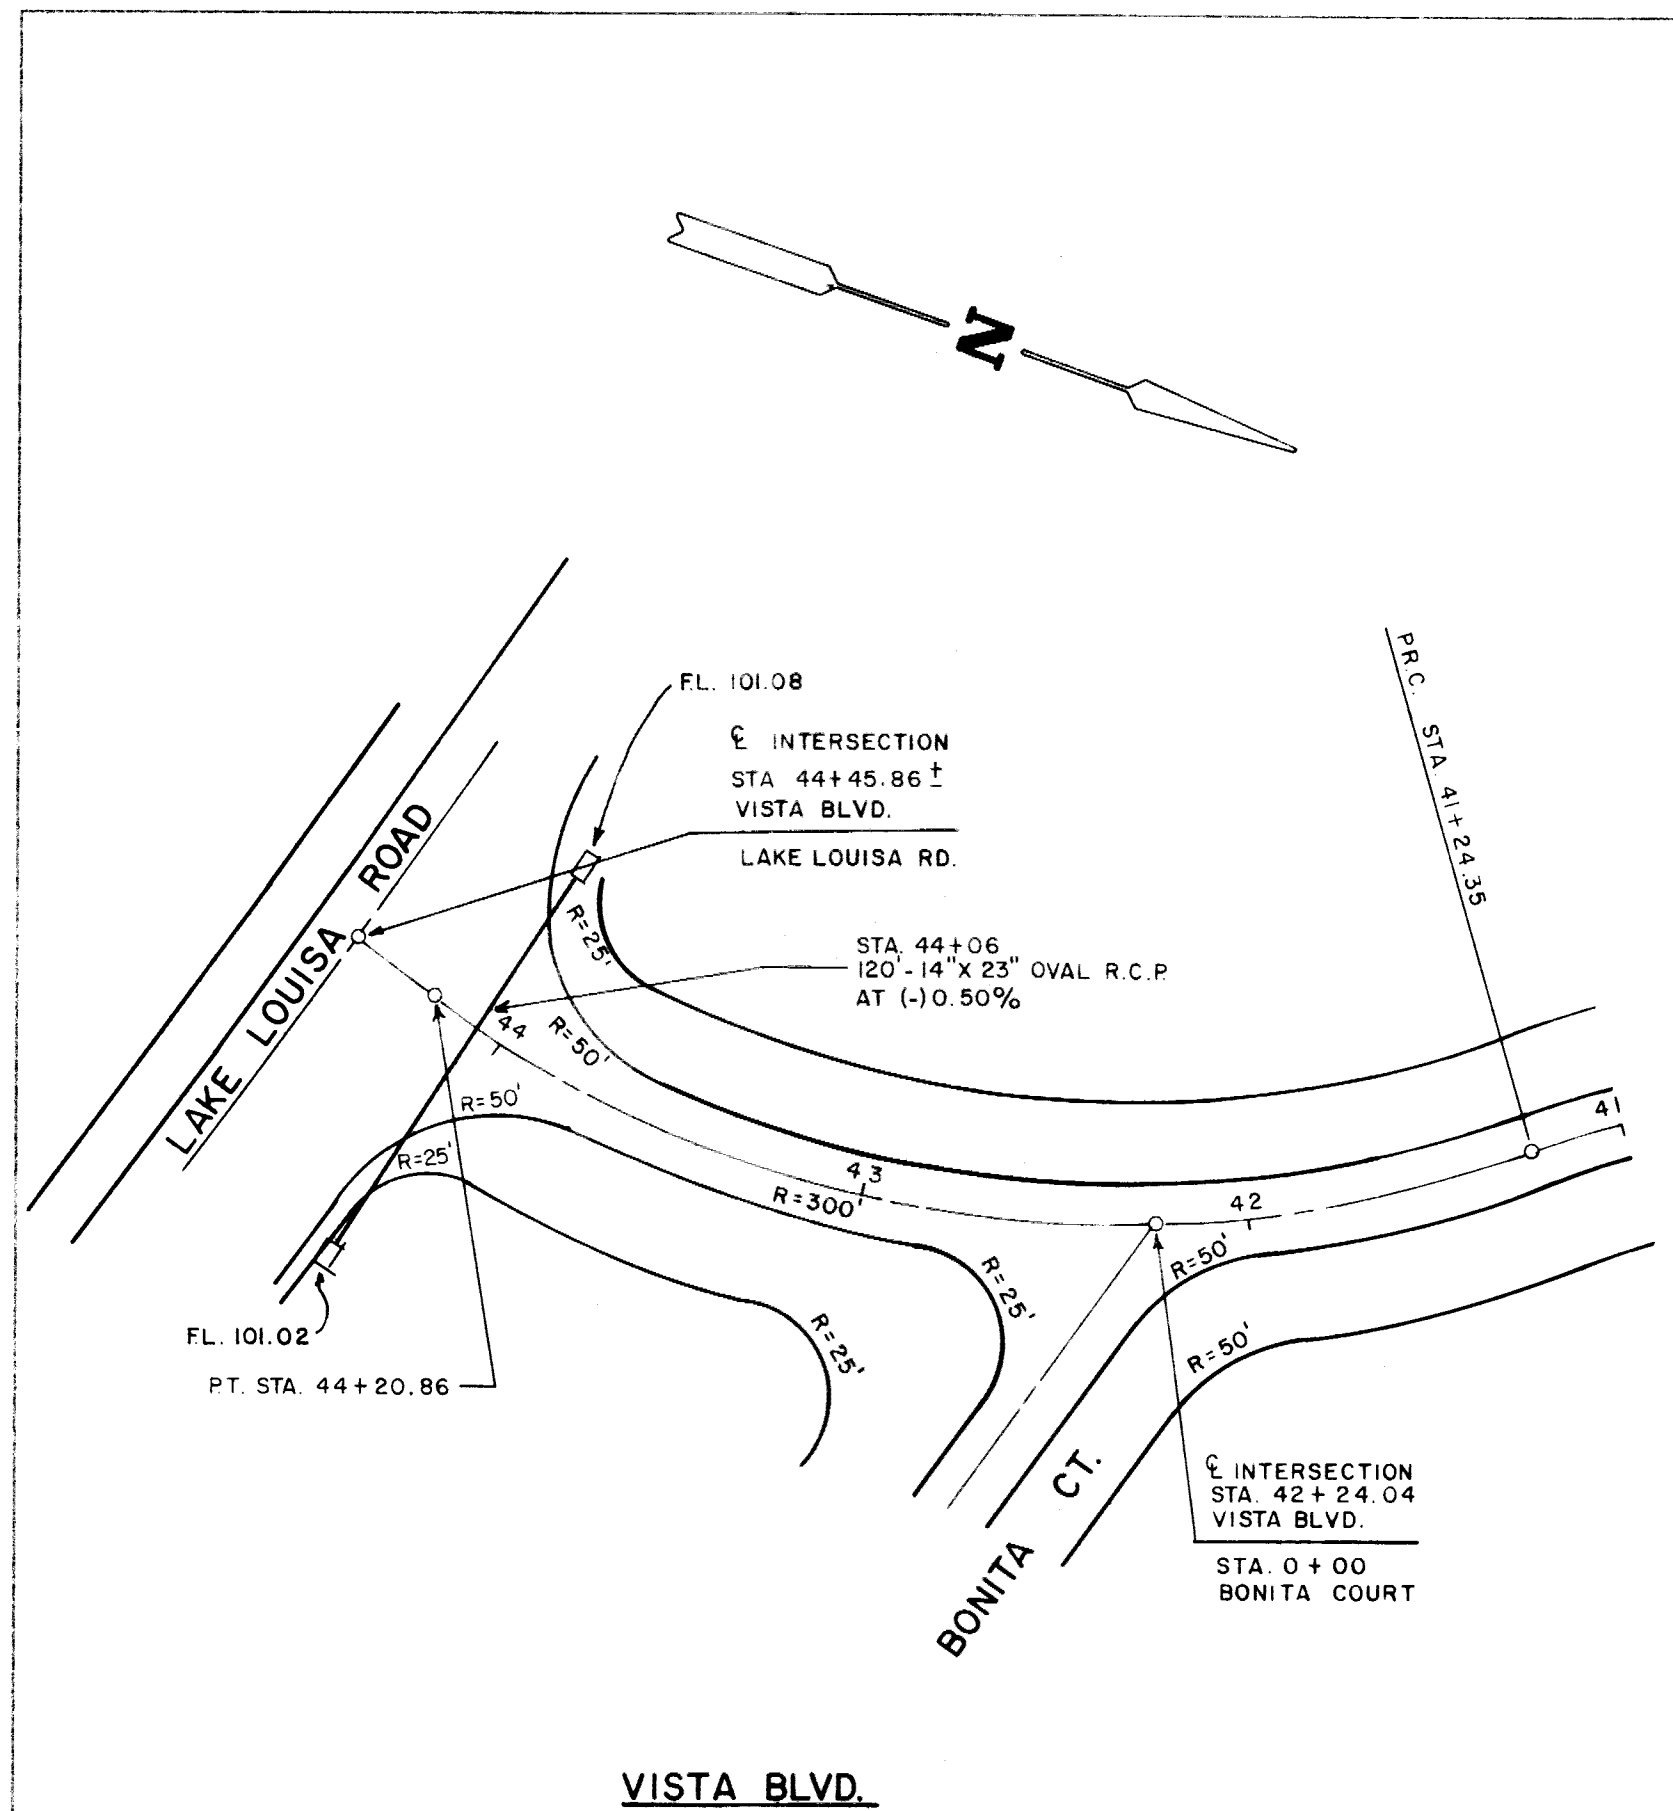 N
F.L. 101.08
℄ INTERSECTION
STA 44+45.86 ±
VISTA BLVD.
LAKE LOUISA RD.
P.R.C. STA. 41+24.35
LAKE LOUISA ROAD
R=25'
STA. 44+06
120'-14"X 23" OVAL R.C.P.
AT (-)0.50%
44
R=50'
R=50'
R=25'
43
R=300'
42
41
R=50'
R=25'
R=25'
R=50'
F.L. 101.02
P.T. STA. 44+20.86
BONITA CT.
℄ INTERSECTION
STA. 42+24.04
VISTA BLVD.
STA. 0+00
BONITA COURT
VISTA BLVD.